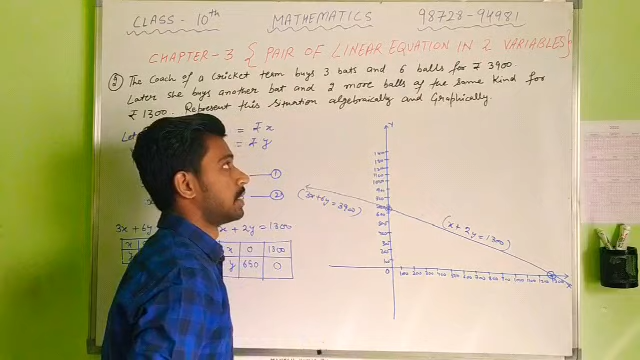 CLASS - 10th MATHEMATICS 98728-94981
CHAPTER-3 { PAIR OF LINEAR EQUATION IN 2 VARIABLES }
The Coach of a Cricket team buys 3 bats and 6 balls for ₹ 3900.
Later she buys another bat and 2 more balls of the same kind for
₹ 1300. Represent this situation algebraically and Graphically.
Let = ₹ x
= ₹ y
1
2
3x+6y x + 2y = 1300
x 0 1300
y 650 0
(3x+6y = 3900)
(x + 2y = 1300)